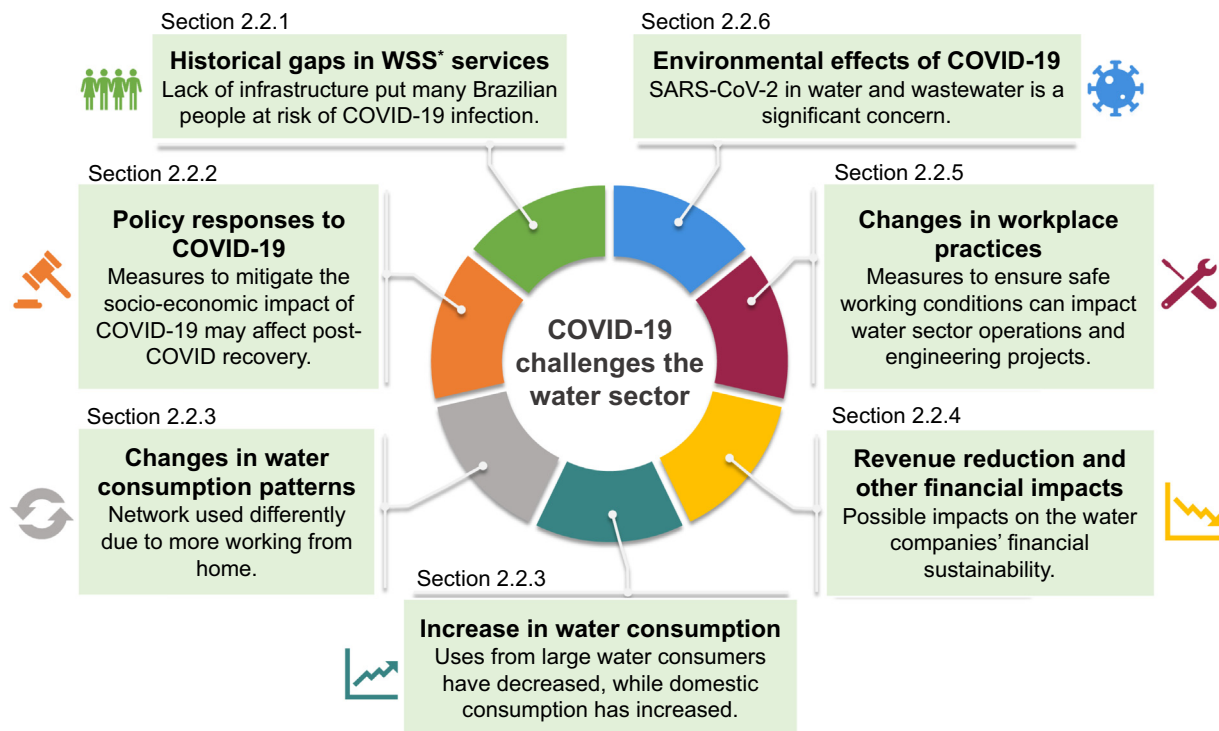 Section 2.2.1
Historical gaps in WSS* services
Lack of infrastructure put many Brazilian
people at risk of COVID-19 infection.
Section 2.2.6
Environmental effects of COVID-19
SARS-CoV-2 in water and wastewater is a
significant concern.
Section 2.2.2
Policy responses to
COVID-19
Measures to mitigate the
socio-economic impact of
COVID-19 may affect post-
COVID recovery.
Section 2.2.5
Changes in workplace
practices
Measures to ensure safe
working conditions can impact
water sector operations and
engineering projects.
COVID-19
challenges the
water sector
Section 2.2.3
Changes in water
consumption patterns
Network used differently
due to more working from
home.
Section 2.2.4
Revenue reduction and
other financial impacts
Possible impacts on the water
companies' financial
sustainability.
Section 2.2.3
Increase in water consumption
Uses from large water consumers
have decreased, while domestic
consumption has increased.